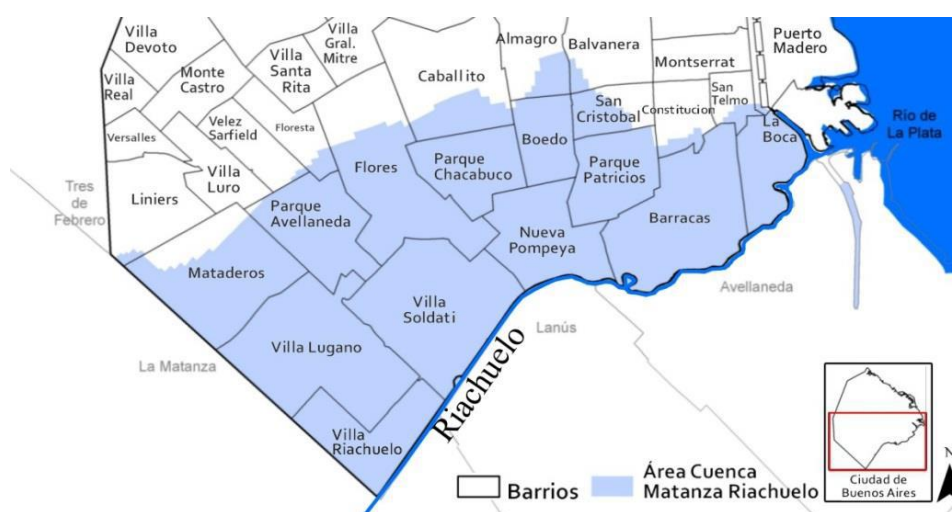 Villa
Devoto
Villa
Real
Monte
Castro
Villa
Santa
Rita
Villa
Gral.
Mitre
Caballito
Almagro
Balvanera
Montserrat
Puerto
Madero
Versalles
Velez
Sarfield
Floresta
San
Cristobal
Constitucion
San
Telmo
La
Boca
Río de
La Plata
Liniers
Villa
Luro
Flores
Parque
Chacabuco
Boedo
Parque
Patricios
Tres
de
Febrero
Parque
Avellaneda
Nueva
Pompeya
Barracas
Mataderos
Villa
Soldati
Avellaneda
Lanús
La Matanza
Villa Lugano
Riachuelo
Villa
Riachuelo
Barrios
Área Cuenca
Matanza Riachuelo
Ciudad de
Buenos Aires
N